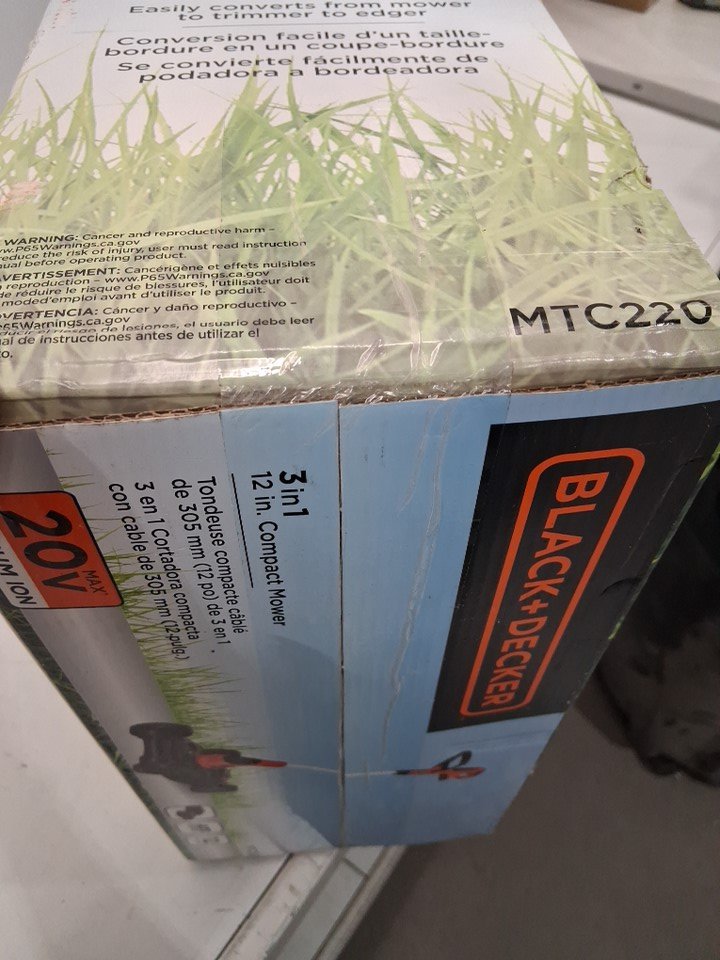 Easily converts from mower
to trimmer to edger
Conversion facile d'un taille-
bordure en un coupe-bordure
Se convierte fácilmente de
podadora a bordeadora
WARNING: Cancer and reproductive harm –
www.P65Warnings.ca.gov
reduce the risk of injury, user must read instruction
before operating product.
AVERTISSEMENT: Cancérigène et effets nuisibles
reproduction – www.P65Warnings.ca.gov
de réduire le risque de blessures, l'utilisateur doit
moded'emploi avant d'utiliser le produit.
ADVERTENCIA: Cáncer y daño reproductivo –
P65Warnings.ca.gov
riesgo de lesiones, el usuario debe leer
de instrucciones antes de utilizar el
MTC220
BLACK+DECKER
3 in 1
12 in. Compact Mower
Tondeuse compacte câblé
de 305 mm (12 po) de 3 en 1
3 en 1 Cortadora compacta
con cable de 305 mm (12 pulg.)
20V MAX
ION